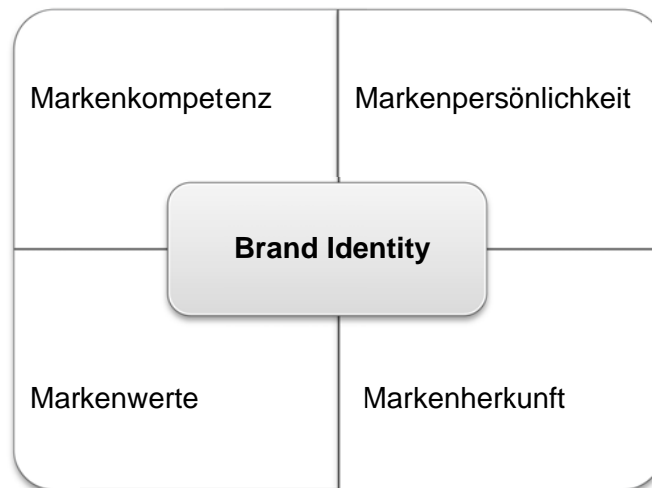 Markenkompetenz
Markenpersönlichkeit
Brand Identity
Markenwerte
Markenherkunft